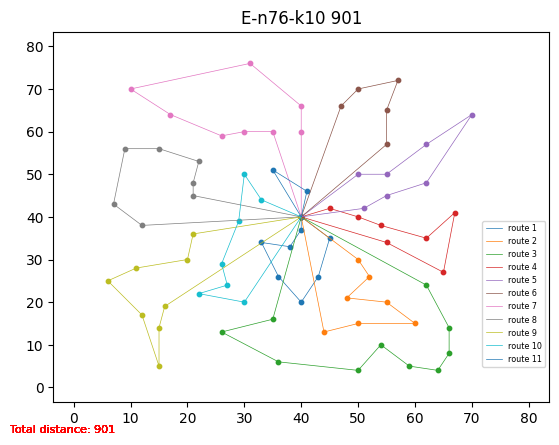 E-n76-k10 901
80
70
60
50
40
30
20
10
0
0 10 20 30 40 50 60 70 80
route 1
route 2
route 3
route 4
route 5
route 6
route 7
route 8
route 9
route 10
route 11
Total distance: 901